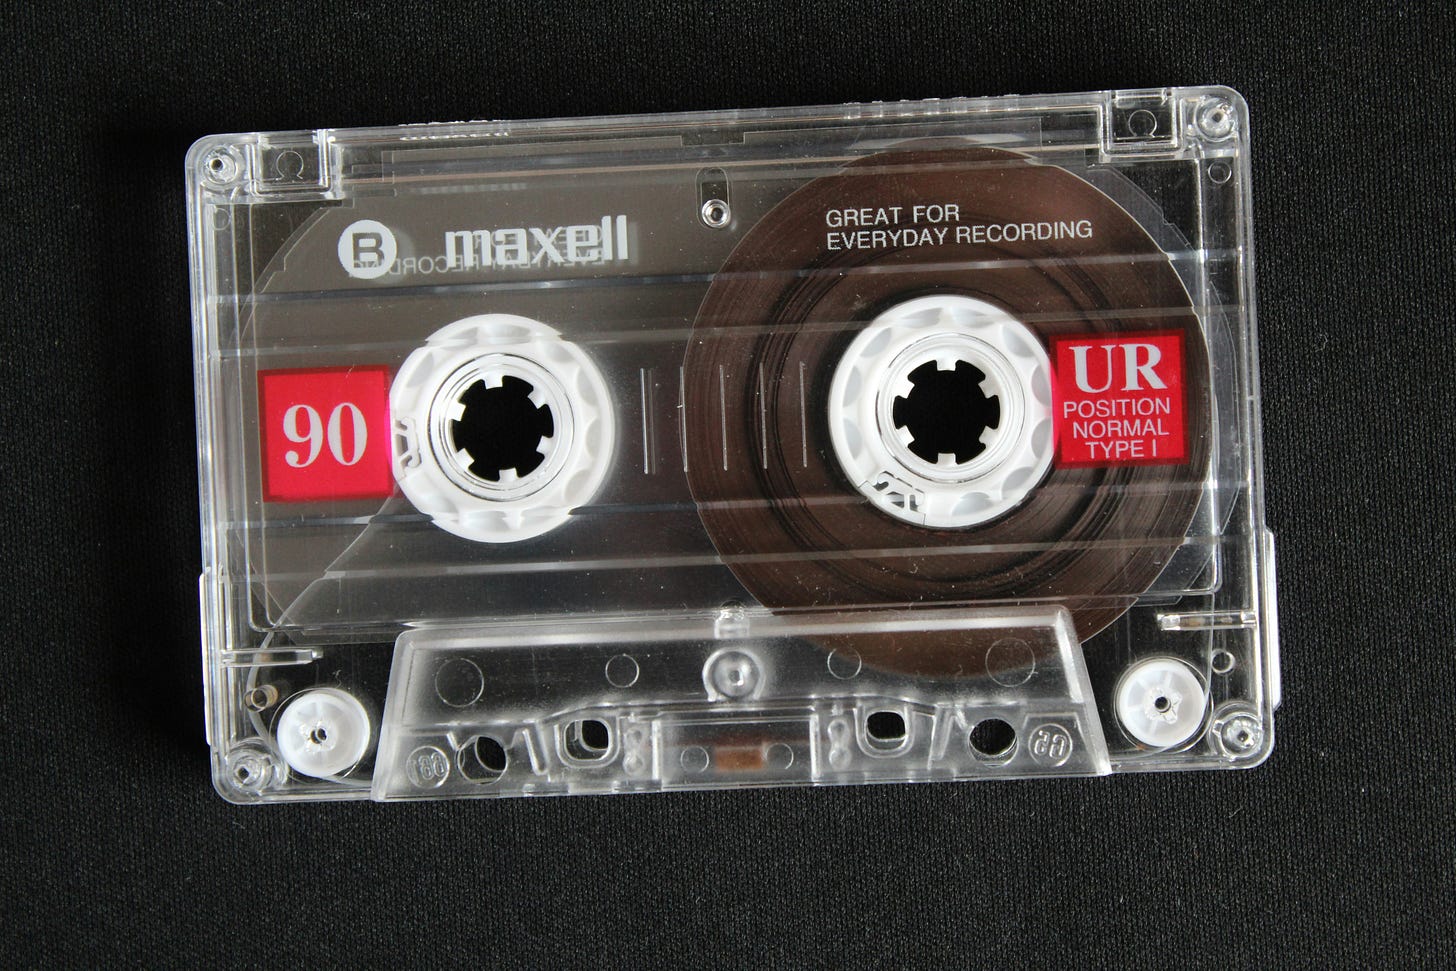 B maxell
GREAT FOR
EVERYDAY RECORDING
90
UR
POSITION
NORMAL
TYPE I